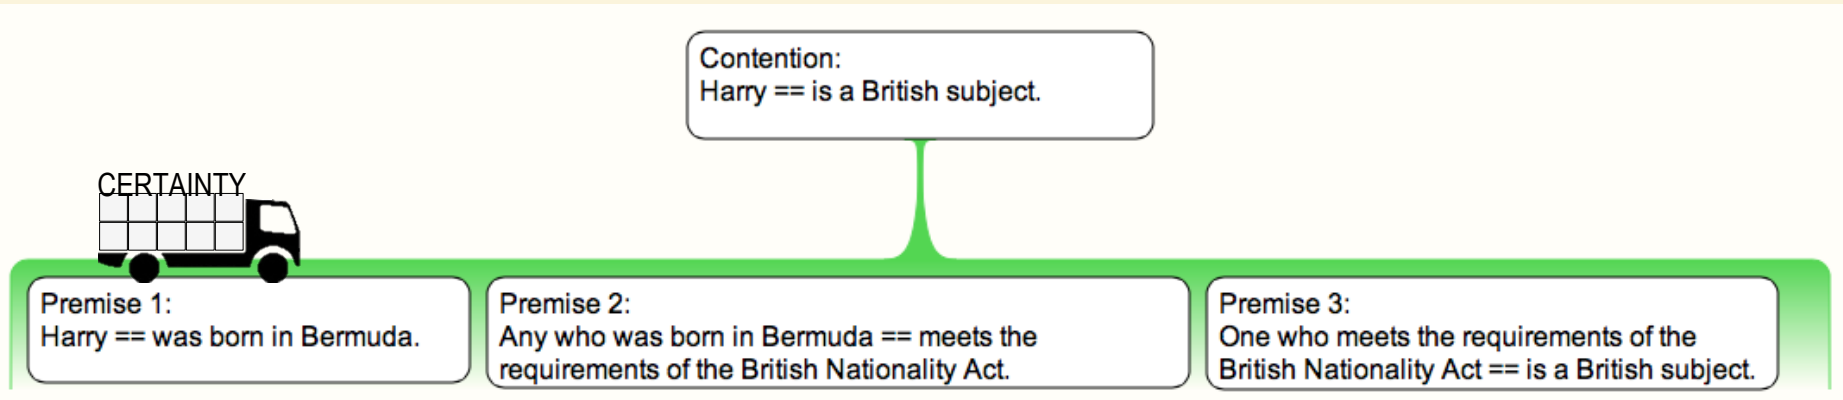 Contention:
Harry == is a British subject.
CERTAINTY
Premise 1:
Harry == was born in Bermuda.
Premise 2:
Any who was born in Bermuda == meets the
requirements of the British Nationality Act.
Premise 3:
One who meets the requirements of the
British Nationality Act == is a British subject.